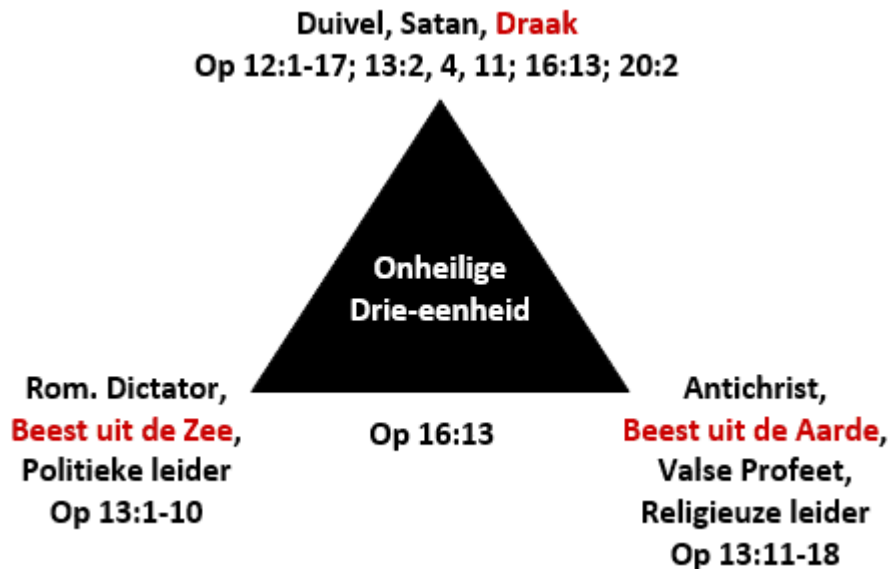 Duivel, Satan, Draak
Op 12:1-17; 13:2, 4, 11; 16:13; 20:2
Onheilige
Drie-eenheid
Rom. Dictator,
Beest uit de Zee,
Politieke leider
Op 13:1-10
Op 16:13
Antichrist,
Beest uit de Aarde,
Valse Profeet,
Religieuze leider
Op 13:11-18